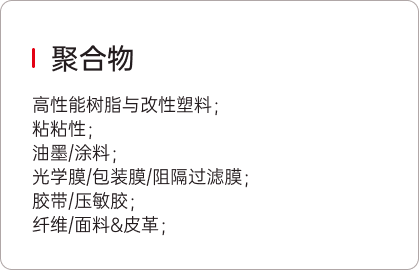 聚合物
高性能树脂与改性塑料；
粘粘性；
油墨/涂料；
光学膜/包装膜/阻隔过滤膜；
胶带/压敏胶；
纤维/面料&皮革；